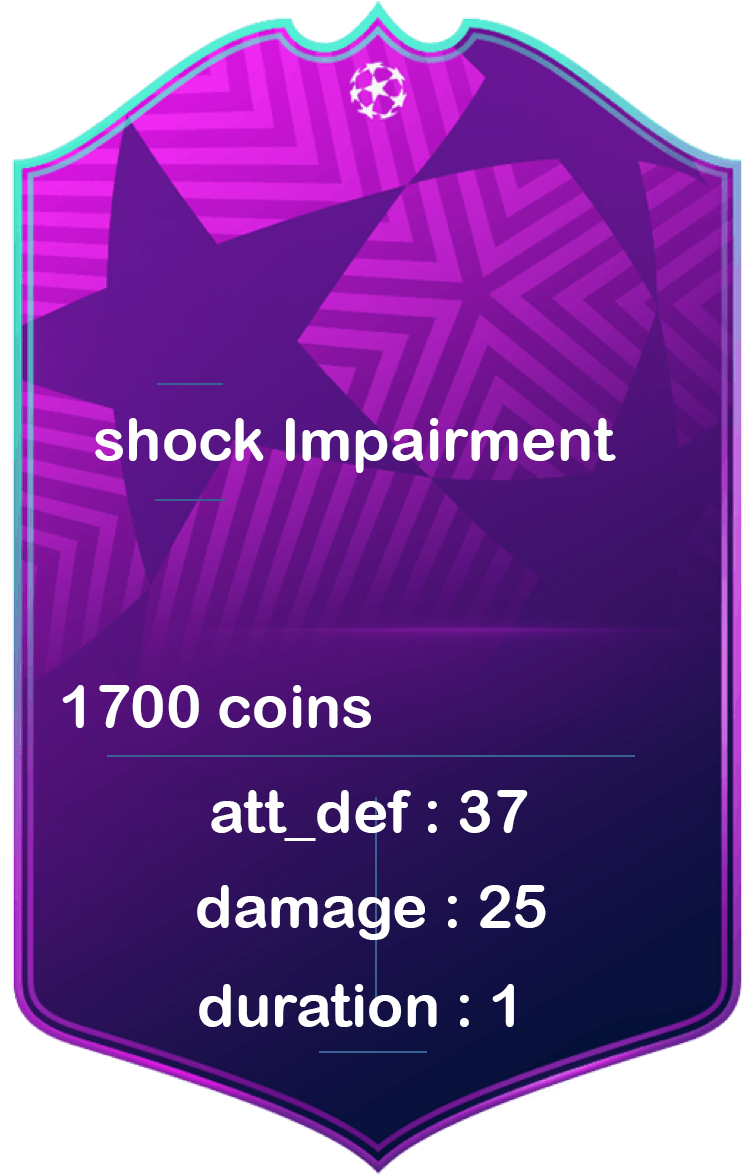 shock Impairment
1700 coins
att_def : 37
damage : 25
duration : 1